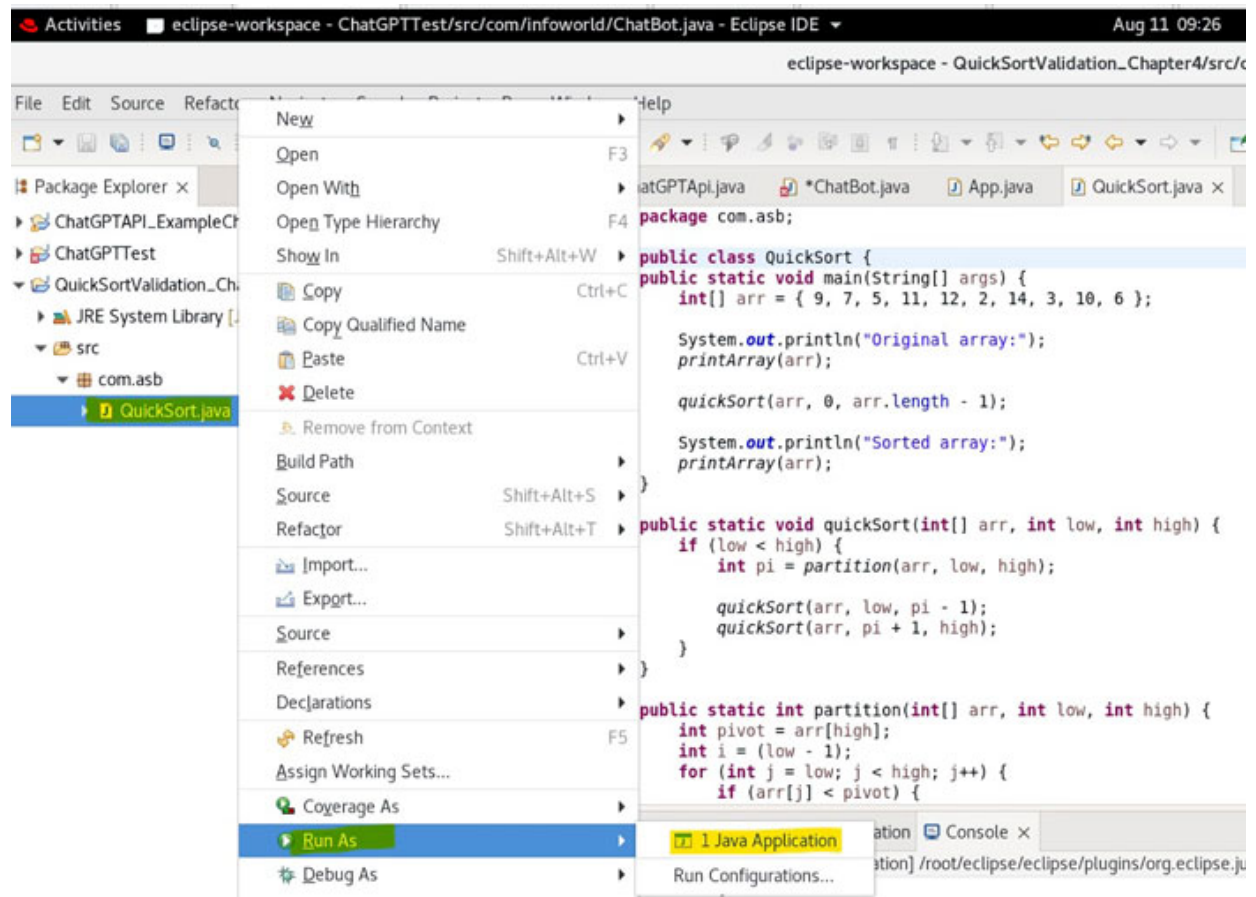 Activities eclipse-workspace - ChatGPTTest/src/com/infoworld/ChatBot.java - Eclipse IDE Aug 11 09:26
eclipse-workspace - QuickSortValidation_Chapter4/src/
File Edit Source Help
Package Explorer ×
ChatGPTAPI_ExampleCh
ChatGPTTest
QuickSortValidation_Cha
JRE System Library [
src
com.asb
QuickSort.java
New
Open F3
Open With
Open Type Hierarchy F4
Show In Shift+Alt+W
Copy Ctrl+C
Copy Qualified Name
Paste Ctrl+V
Delete
Remove from Context
Build Path
Source Shift+Alt+S
Refactor Shift+Alt+T
Import...
Export...
Source
References
Declarations
Refresh F5
Assign Working Sets...
Coverage As
Run As
Debug As
1 Java Application
Run Configurations...
atGPTApi.java *ChatBot.java App.java QuickSort.java ×
package com.asb;
public class QuickSort {
public static void main(String[] args) {
int[] arr = { 9, 7, 5, 11, 12, 2, 14, 3, 10, 6 };
System.out.println("Original array:");
printArray(arr);
quickSort(arr, 0, arr.length - 1);
System.out.println("Sorted array:");
printArray(arr);
}
public static void quickSort(int[] arr, int low, int high) {
if (low < high) {
int pi = partition(arr, low, high);
quickSort(arr, low, pi - 1);
quickSort(arr, pi + 1, high);
}
}
public static int partition(int[] arr, int low, int high) {
int pivot = arr[high];
int i = (low - 1);
for (int j = low; j < high; j++) {
if (arr[j] < pivot) {
ation Console ×
ation] /root/eclipse/eclipse/plugins/org.eclipse.ju